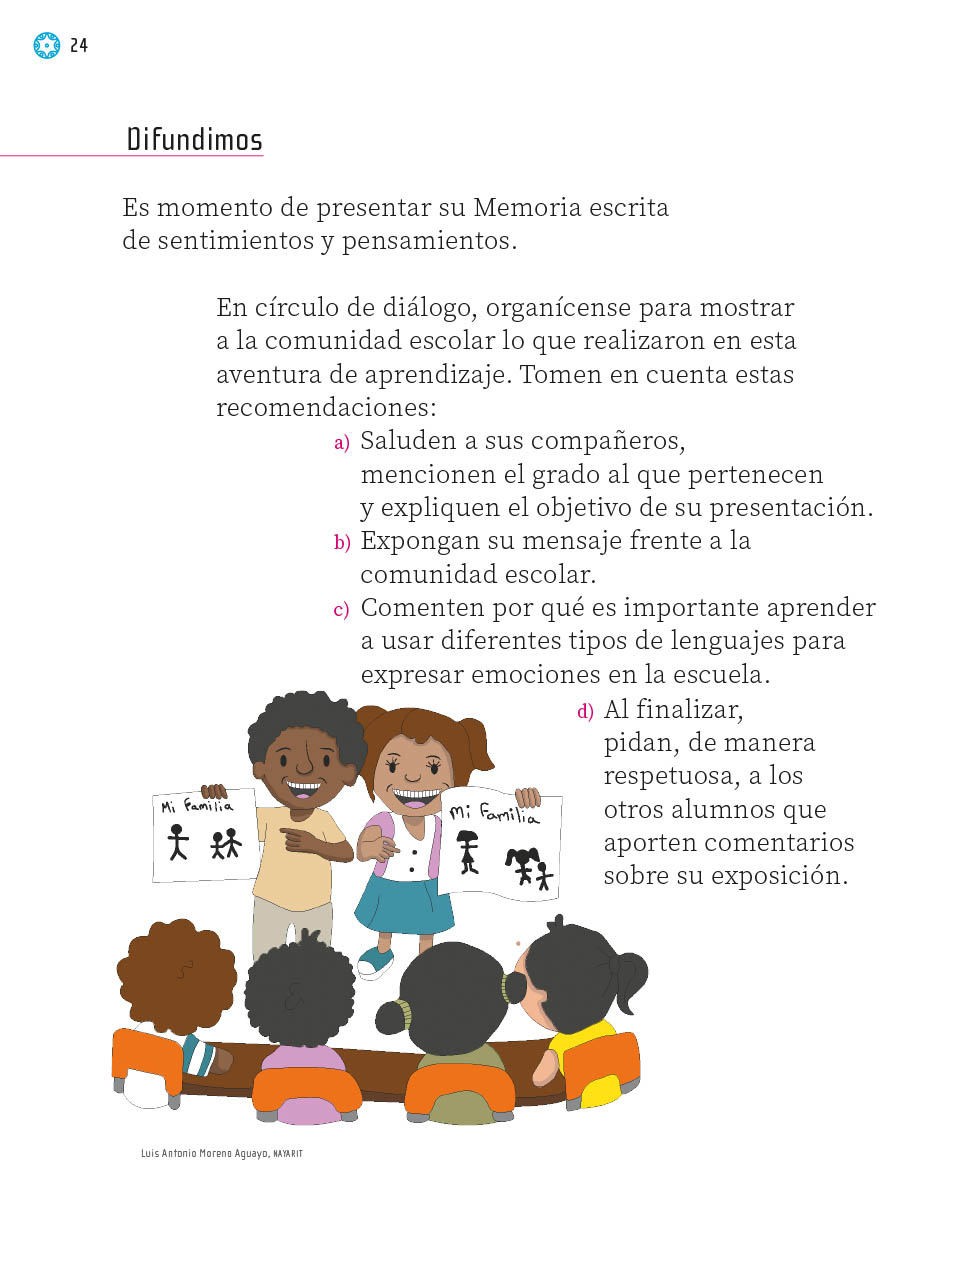 24
Difundimos
Es momento de presentar su Memoria escrita
de sentimientos y pensamientos.
En círculo de diálogo, organícense para mostrar
a la comunidad escolar lo que realizaron en esta
aventura de aprendizaje. Tomen en cuenta estas
recomendaciones:
a) Saluden a sus compañeros,
mencionen el grado al que pertenecen
y expliquen el objetivo de su presentación.
b) Expongan su mensaje frente a la
comunidad escolar.
c) Comenten por qué es importante aprender
a usar diferentes tipos de lenguajes para
expresar emociones en la escuela.
d) Al finalizar,
pidan, de manera
respetuosa, a los
otros alumnos que
aporten comentarios
sobre su exposición.
Mi Familia
Mi Familia
Luis Antonio Moreno Aguayo, NAYARIT